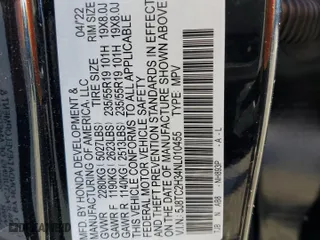 MFD. BY HONDA DEVELOPMENT & 04/22
MANUFACTURING OF AMERICA, LLC
TIRE SIZE RIM SIZE
GVWR 2280KG ( 5027LBS)
GAWR F 1190KG ( 2623LBS) 235/55R19 101H 19X8.0J
GAWR R 1140KG ( 2513LBS) 235/55R19 101H 19X8.0J
THIS VEHICLE CONFORMS TO ALL APPLICABLE
FEDERAL MOTOR VEHICLE SAFETY, BUMPER,
AND THEFT PREVENTION STANDARDS IN EFFECT
ON THE DATE OF MANUFACTURE SHOWN ABOVE.
V.I.N. 5J8TC2H34NL010455
TYPE: MPV
NH893P - A - L